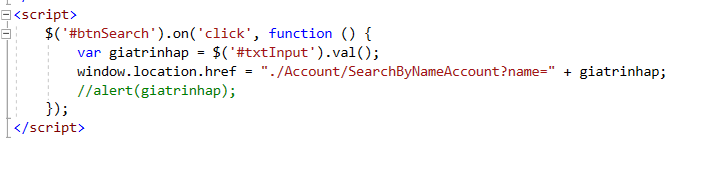 <script>
$('#btnSearch').on('click', function () {
var giatrinhap = $('#txtInput').val();
window.location.href = "./Account/SearchByNameAccount?name=" + giatrinhap;
//alert(giatrinhap);
});
</script>